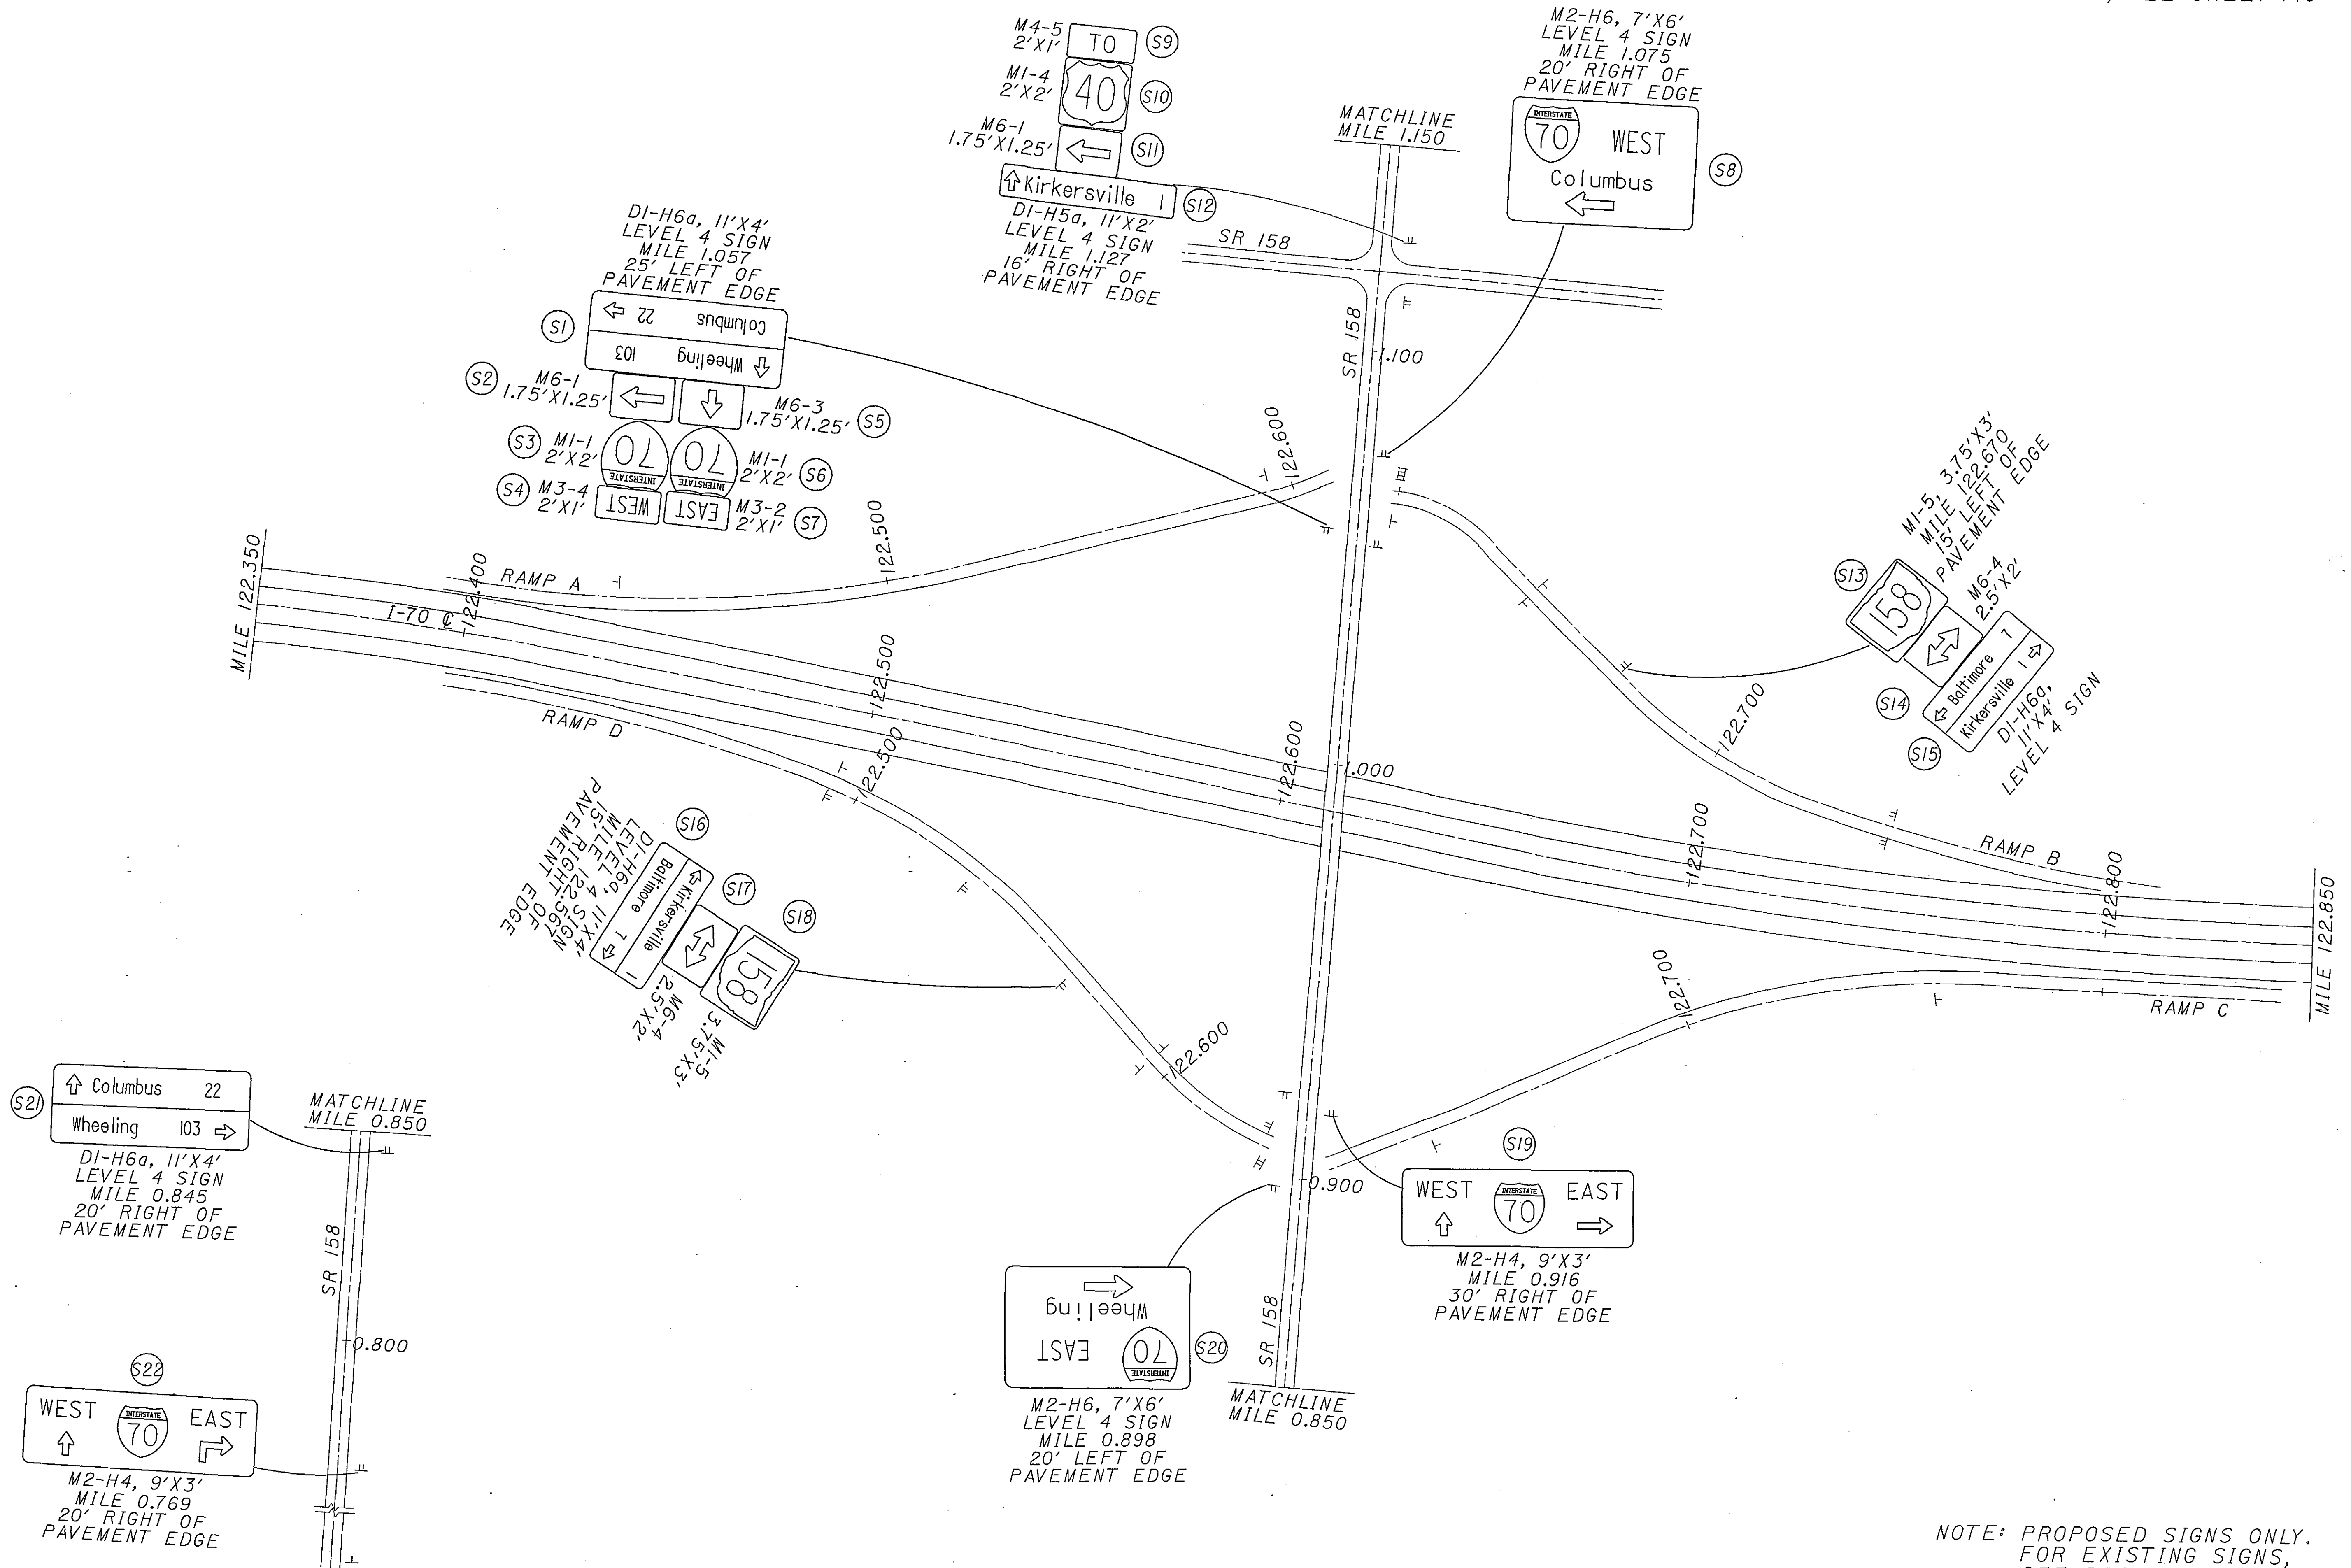 M4-5
2'X1'
TO
S9
M1-4
2'X2'
40
S10
M6-1
1.75'X1.25'
S11
Kirkersville 1
S12
D1-H5a, 11'X2'
LEVEL 4 SIGN
MILE 1.127
16' RIGHT OF
PAVEMENT EDGE
MATCHLINE
MILE 1.150
M2-H6, 7'X6'
LEVEL 4 SIGN
MILE 1.075
20' RIGHT OF
PAVEMENT EDGE
INTERSTATE
70 WEST
Columbus
S8
SR 158
SR 158
1.100
D1-H6a, 11'X4'
LEVEL 4 SIGN
MILE 1.057
25' LEFT OF
PAVEMENT EDGE
S1
Columbus 22
Wheeling 103
S2
M6-1
1.75'X1.25'
M6-3
1.75'X1.25'
S5
S3
M1-1
2'X2'
70
INTERSTATE
70
INTERSTATE
M1-1
2'X2'
S6
S4
M3-4
2'X1'
WEST
EAST
M3-2
2'X1'
S7
MILE 122.350
122.400
RAMP A
I-70 ℄
122.500
122.600
122.500
RAMP D
122.500
122.600
1.000
122.700
M1-5, 3.75'X3'
MILE 122.670
15' LEFT OF
PAVEMENT EDGE
S13
158
M6-4
2.5'X2'
S14
Baltimore 7
Kirkersville 1
S15
D1-H6a,
11'X4'
LEVEL 4 SIGN
122.700
RAMP B
122.800
MILE 122.850
122.700
RAMP C
D1-H6a, 11'X4'
LEVEL 4 SIGN
MILE 122.567
15' RIGHT OF
PAVEMENT EDGE
S16
Kirkersville 1
Baltimore 7
S17
M6-4
2.5'X2'
S18
158
M1-5
3.75'X3'
122.600
S21
Columbus 22
Wheeling 103
D1-H6a, 11'X4'
LEVEL 4 SIGN
MILE 0.845
20' RIGHT OF
PAVEMENT EDGE
MATCHLINE
MILE 0.850
SR 158
0.800
S22
WEST
INTERSTATE
70
EAST
M2-H4, 9'X3'
MILE 0.769
20' RIGHT OF
PAVEMENT EDGE
S19
WEST
INTERSTATE
70
EAST
M2-H4, 9'X3'
MILE 0.916
30' RIGHT OF
PAVEMENT EDGE
0.900
INTERSTATE
70 EAST
Wheeling
S20
M2-H6, 7'X6'
LEVEL 4 SIGN
MILE 0.898
20' LEFT OF
PAVEMENT EDGE
SR 158
MATCHLINE
MILE 0.850
NOTE: PROPOSED SIGNS ONLY.
FOR EXISTING SIGNS,